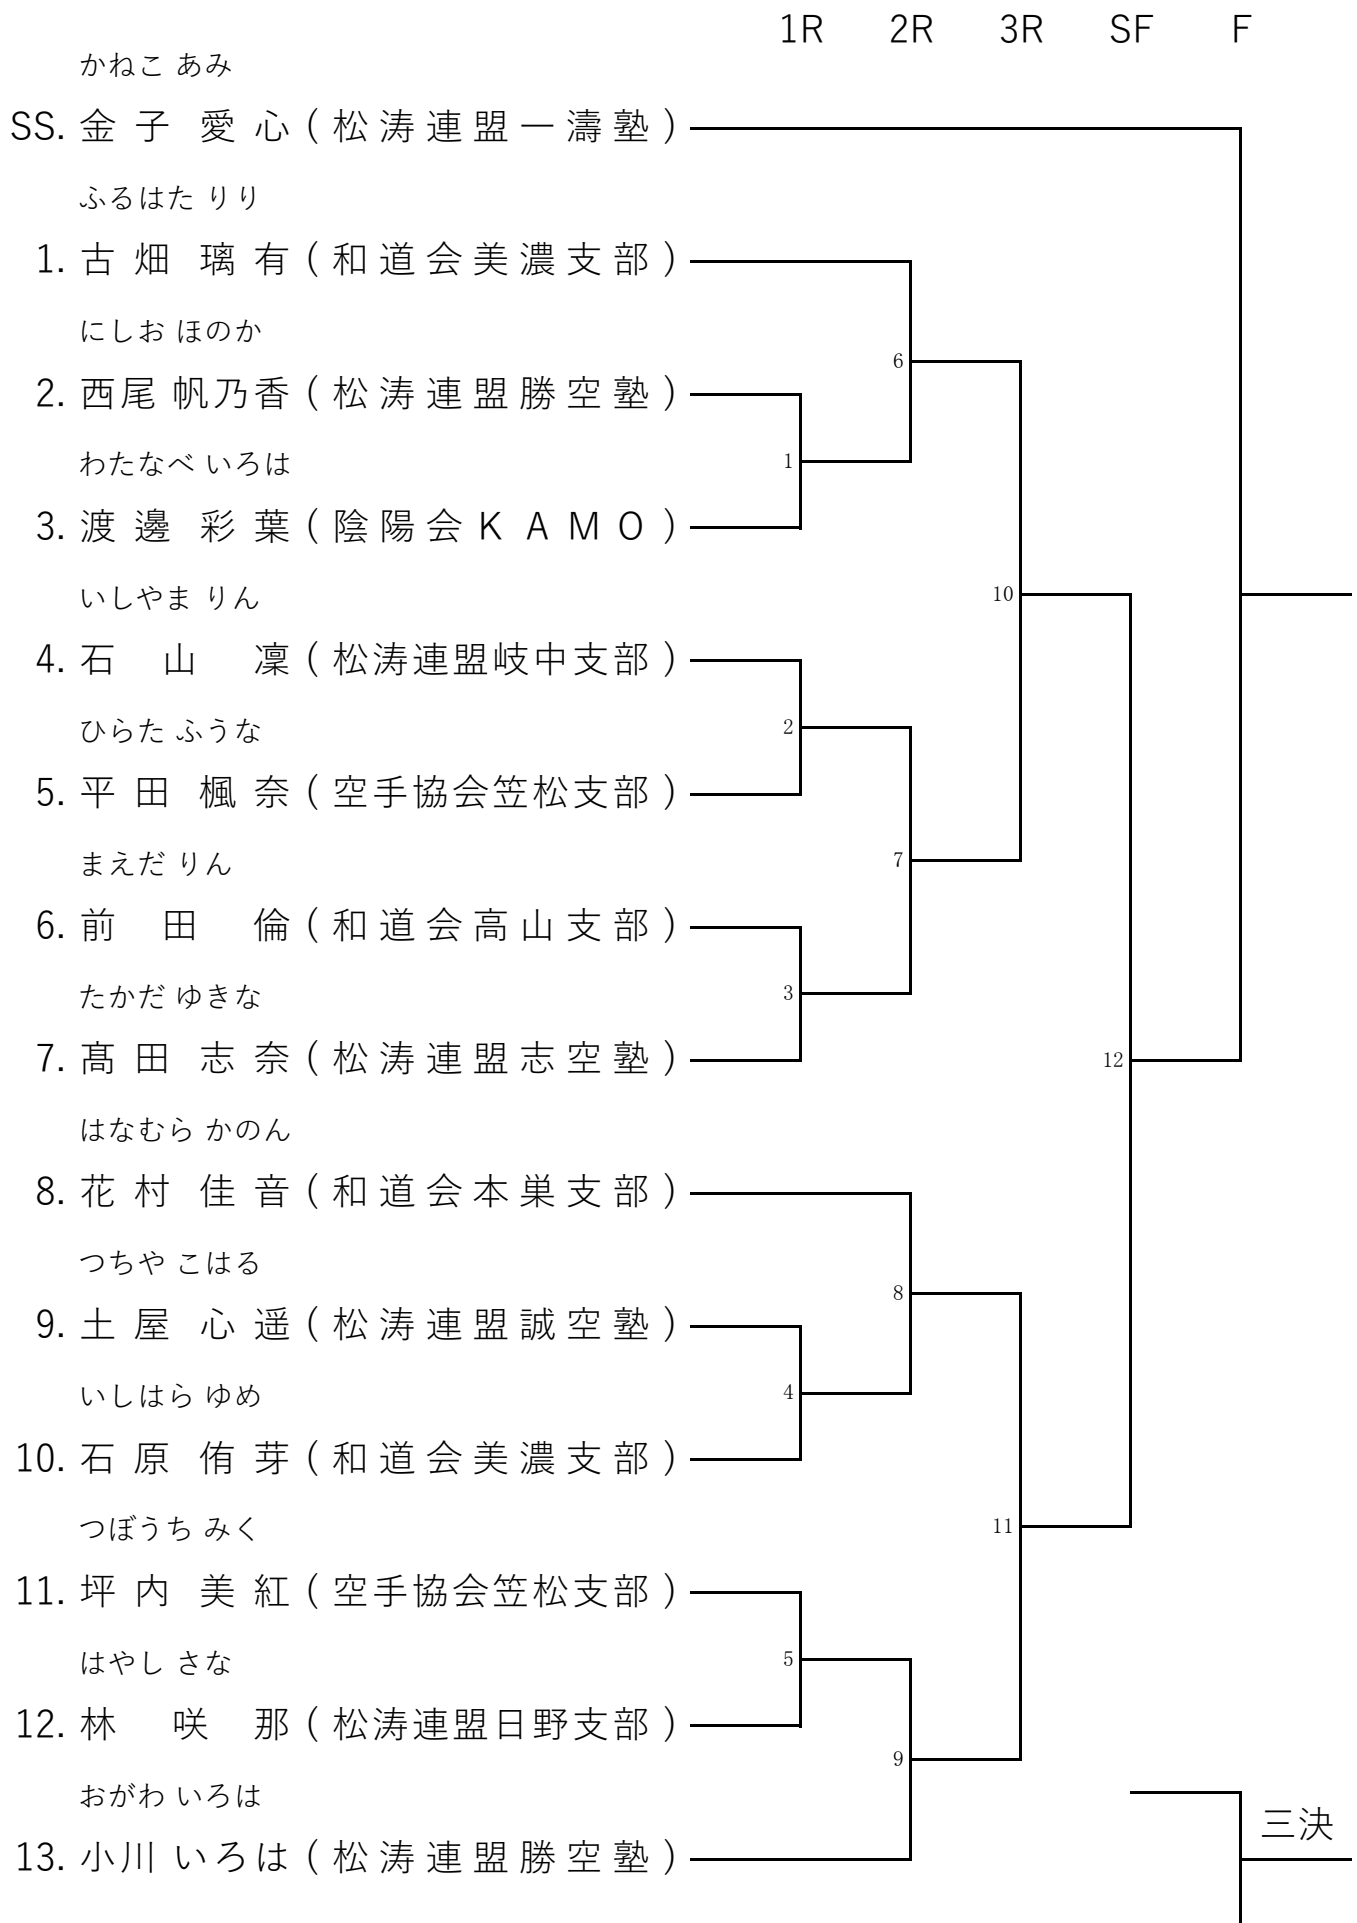 1R 2R 3R SF F
かねこ あみ
SS. 金子 愛心 (松涛連盟一濤塾)
ふるはた りり
1. 古畑 璃有 (和道会美濃支部)
にしお ほのか
2. 西尾 帆乃香 (松涛連盟勝空塾)
6
わたなべ いろは
1
3. 渡邊 彩葉 (陰陽会KAMO)
いしやま りん
10
4. 石山 凜 (松涛連盟岐中支部)
ひらた ふうな
2
5. 平田 楓奈 (空手協会笠松支部)
まえだ りん
7
6. 前田 倫 (和道会高山支部)
たかだ ゆきな
3
7. 髙田 志奈 (松涛連盟志空塾)
12
はなむら かのん
8. 花村 佳音 (和道会本巣支部)
つちや こはる
8
9. 土屋 心遥 (松涛連盟誠空塾)
いしはら ゆめ
4
10. 石原 侑芽 (和道会美濃支部)
つぼうち みく
11
11. 坪内 美紅 (空手協会笠松支部)
はやし さな
5
12. 林 咲那 (松涛連盟日野支部)
9
おがわ いろは
三決
13. 小川 いろは (松涛連盟勝空塾)